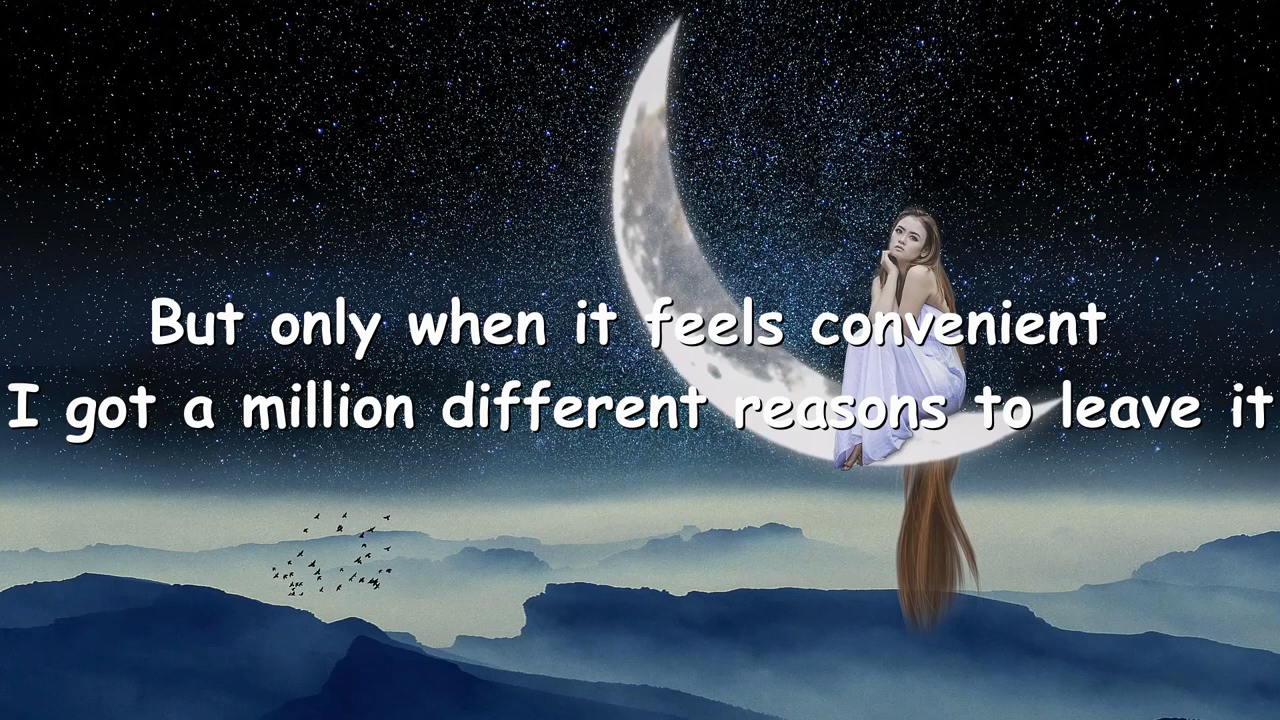 But only when it feels convenient
I got a million different reasons to leave it